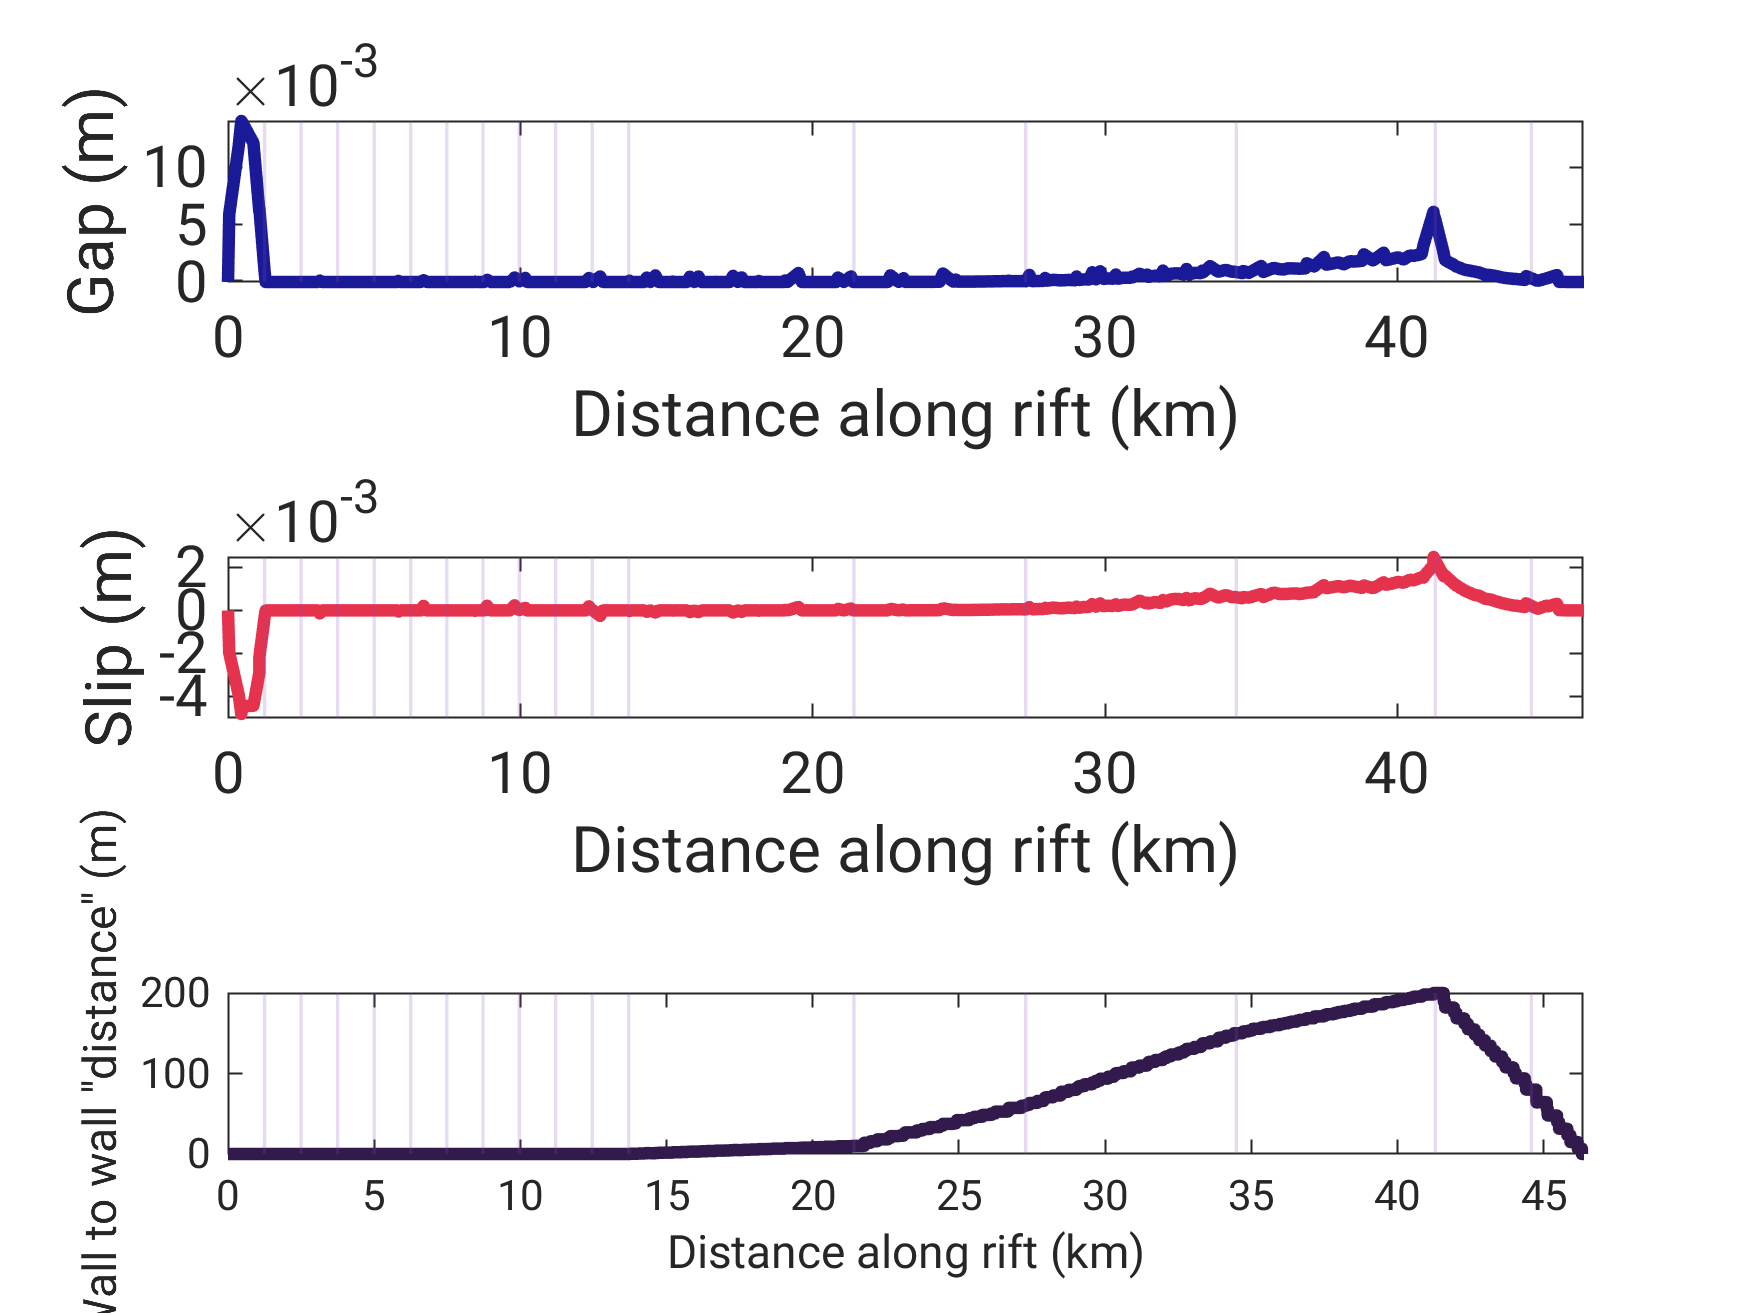 ×10-3
Gap (m)
10
5
0
0 10 20 30 40
Distance along rift (km)
×10-3
Slip (m)
2
0
-2
-4
0 10 20 30 40
Distance along rift (km)
to wall "distance" (m)
200
100
0
0 5 10 15 20 25 30 35 40 45
Distance along rift (km)